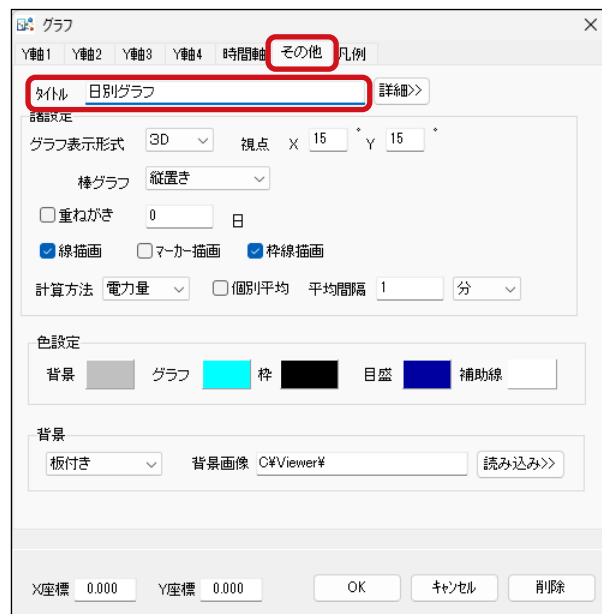 グラフ
Y軸1 Y軸2 Y軸3 Y軸4 時間軸 その他 凡例
タイトル 日別グラフ 詳細>>
諸設定
グラフ表示形式 3D 視点 X 15 ° Y 15 °
棒グラフ 縦置き
重ねがき 0 日
線描画 マーカー描画 枠線描画
計算方法 電力量 個別平均 平均間隔 1 分
色設定
背景 グラフ 枠 目盛 補助線
背景
板付き 背景画像 C¥Viewer¥ 読み込み>>
X座標 0.000 Y座標 0.000 OK キャンセル 削除